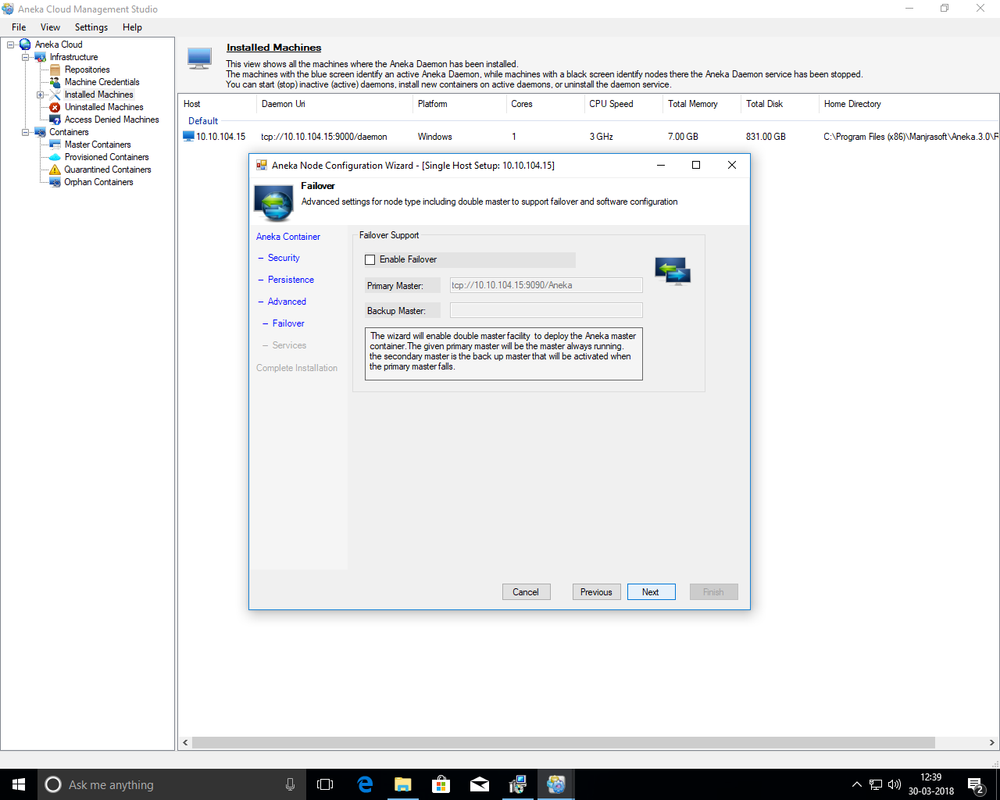 Aneka Cloud Management Studio
File View Settings Help
Aneka Cloud
Infrastructure
Repositories
Machine Credentials
Installed Machines
Uninstalled Machines
Access Denied Machines
Containers
Master Containers
Provisioned Containers
Quarantined Containers
Orphan Containers
Installed Machines
This view shows all the machines where the Aneka Daemon has been installed.
The machines with the blue screen identify an active Aneka Daemon, while machines with a black screen identify nodes there the Aneka Daemon service has been stopped.
You can start (stop) inactive (active) daemons, install new containers on active daemons, or uninstall the daemon service.
Host Daemon Uri Platform Cores CPU Speed Total Memory Total Disk Home Directory
Default
10.10.104.15 tcp://10.10.104.15:9000/daemon Windows 1 3 GHz 7.00 GB 831.00 GB C:\Program Files (x86)\Manjrasoft\Aneka.3.0\R
Aneka Node Configuration Wizard - [Single Host Setup: 10.10.104.15]
Failover
Advanced settings for node type including double master to support failover and software configuration
Aneka Container
– Security
– Persistence
– Advanced
– Failover
– Services
Complete Installation
Failover Support
Enable Failover
Primary Master: tcp://10.10.104.15:9090/Aneka
Backup Master:
The wizard will enable double master facility to deploy the Aneka master
container.The given primary master will be the master always running.
the secondary master is the back up master that will be activated when
the primary master falls.
Cancel Previous Next Finish
Ask me anything
12:39
30-03-2018
2